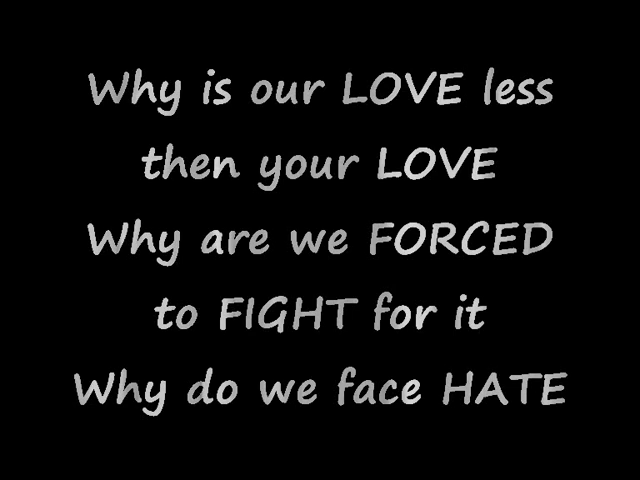 Why is our LOVE less
then your LOVE
Why are we FORCED
to FIGHT for it
Why do we face HATE